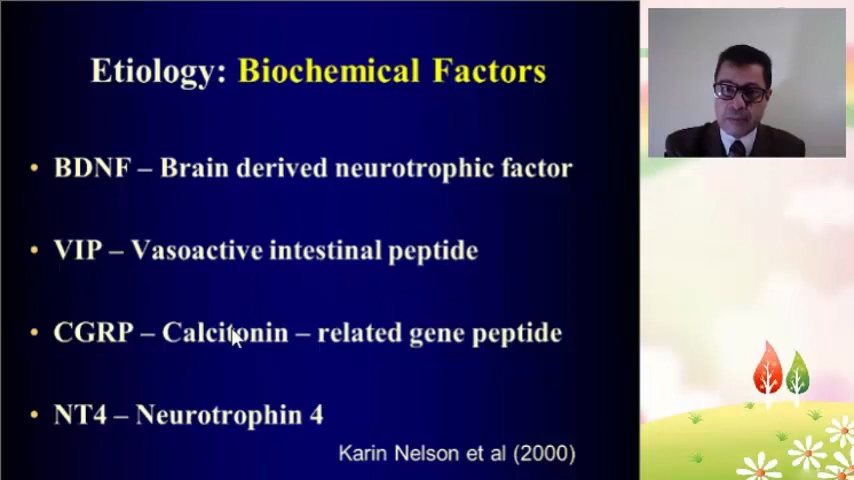 Etiology: Biochemical Factors
• BDNF – Brain derived neurotrophic factor
• VIP – Vasoactive intestinal peptide
• CGRP – Calcitonin – related gene peptide
• NT4 – Neurotrophin 4
Karin Nelson et al (2000)